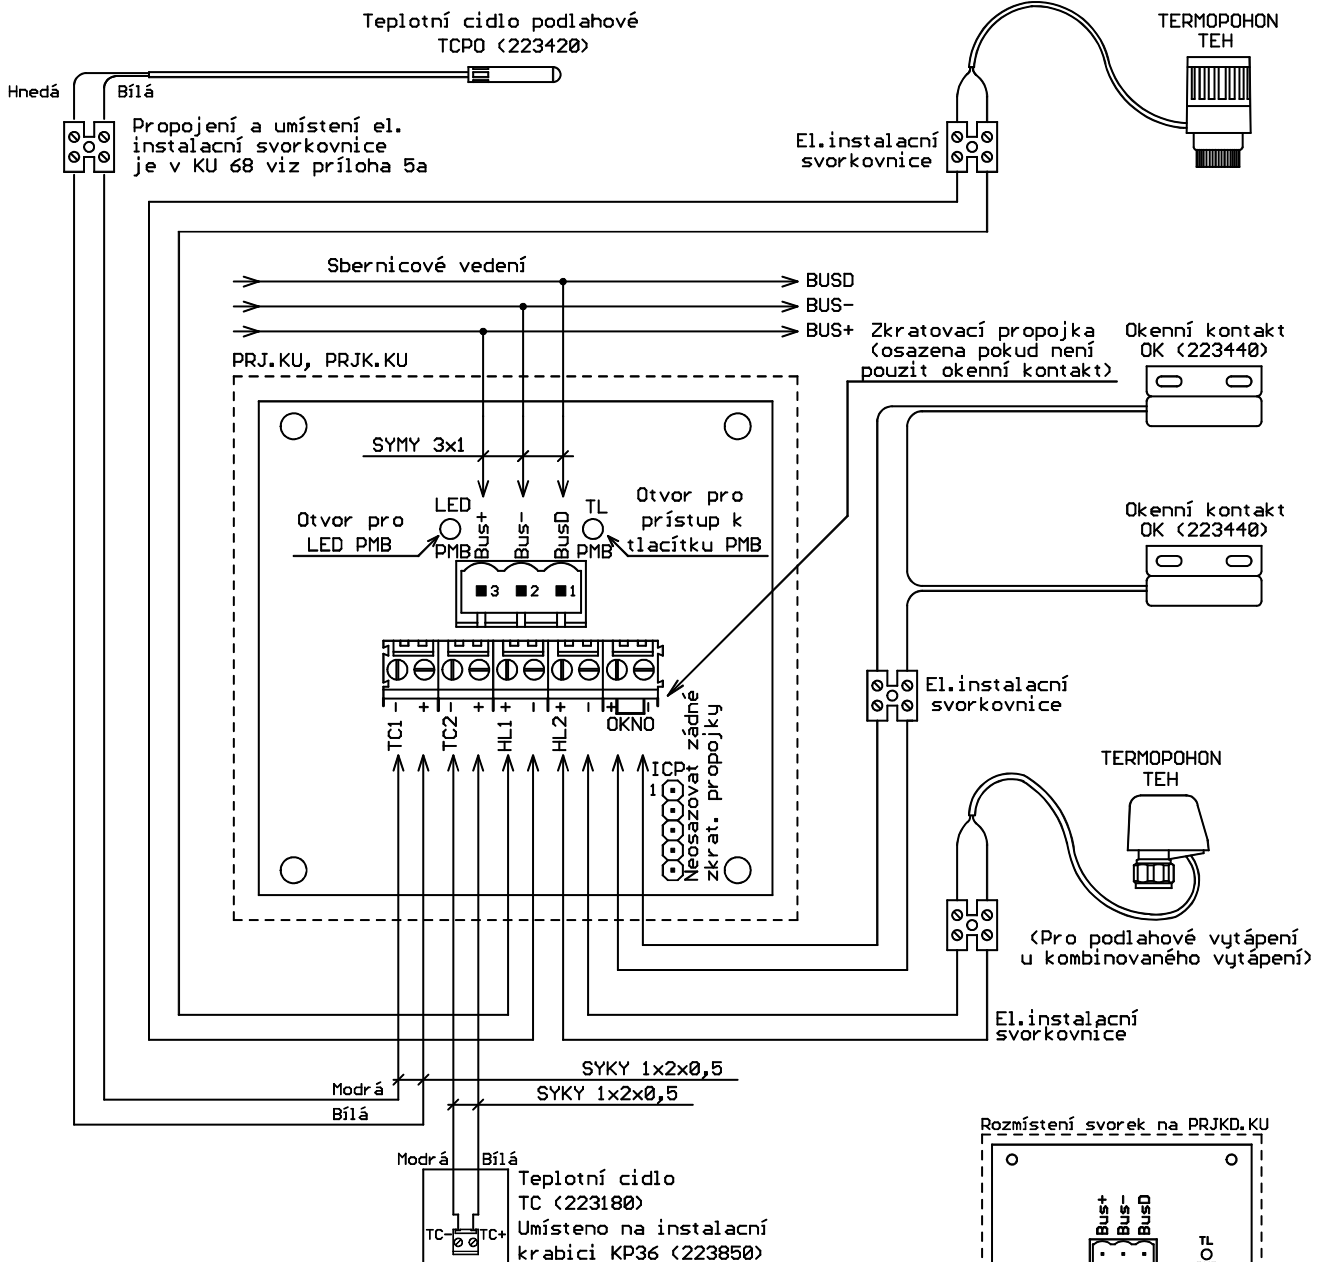 Teplotní cidlo podlahové
TCPO (223420)
Hnedá
Bílá
Propojení a umístení el.
instalacní svorkovnice
je v KU 68 viz príloha 5a
TERMOPOHON
TEH
El.instalacní
svorkovnice
Sbernicové vedení
BUSD
BUS-
BUS+
PRJ.KU, PRJK.KU
Zkratovací propojka
(osazena pokud není
pouzit okenní kontakt)
Okenní kontakt
OK (223440)
SYMY 3x1
Otvor pro
LED PMB
LED
PMB
Bus+
Bus-
BusD
TL
PMB
Otvor pro
prístup k
tlacítku PMB
3 2 1
Okenní kontakt
OK (223440)
El.instalacní
svorkovnice
- + - + + - + - + -
TC1
TC2
HL1
HL2
OKNO
ICP
1
Neosazovat zádné
zkrat. propojky
TERMOPOHON
TEH
(Pro podlahové vytápení
u kombinovaného vytápení)
El.instalacní
svorkovnice
SYKY 1x2x0,5
SYKY 1x2x0,5
Modrá
Bílá
Modrá
Bílá
TC-
TC+
Teplotní cidlo
TC (223180)
Umísteno na instalacní
krabici KP36 (223850)
Rozmístení svorek na PRJKD.KU
Bus+
Bus-
BusD
TL